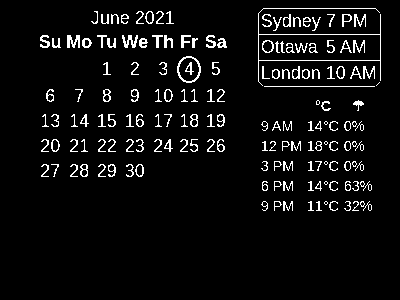 June 2021
Su Mo Tu We Th Fr Sa
1 2 3 4 5
6 7 8 9 10 11 12
13 14 15 16 17 18 19
20 21 22 23 24 25 26
27 28 29 30
Sydney 7 PM
Ottawa 5 AM
London 10 AM
°C ☂
9 AM 14°C 0%
12 PM 18°C 0%
3 PM 17°C 0%
6 PM 14°C 63%
9 PM 11°C 32%